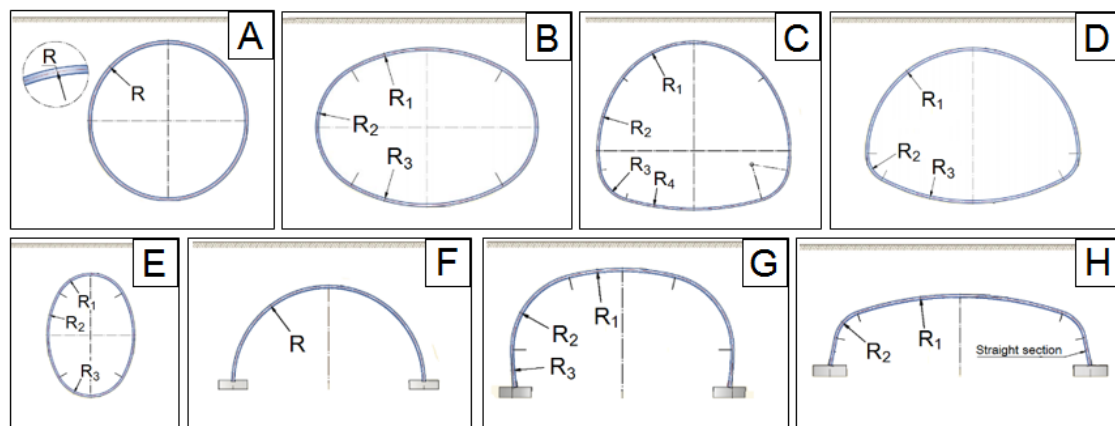 A
R
R
B
R1
R2
R3
C
R1
R2
R3
R4
D
R1
R2
R3
E
R1
R2
R3
F
R
G
R1
R2
R3
H
R1
R2
Straight section